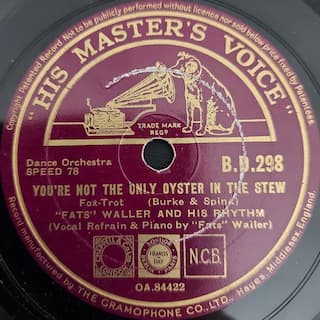 Copyright. Patented Record. Not to be publicly performed without licence nor sold below price fixed by Patentees.
"HIS MASTER'S VOICE"
TRADE MARK
REGD
Dance Orchestra
SPEED 78
B.D.298
YOU'RE NOT THE ONLY OYSTER IN THE STEW
Fox-Trot (Burke & Spina)
"FATS" WALLER AND HIS RHYTHM
(Vocal Refrain & Piano by "Fats" Waller)
FRANCIS
DAY
N.C.B.
OA.84422
Record manufactured by THE GRAMOPHONE CO., LTD., Hayes, Middlesex, England.